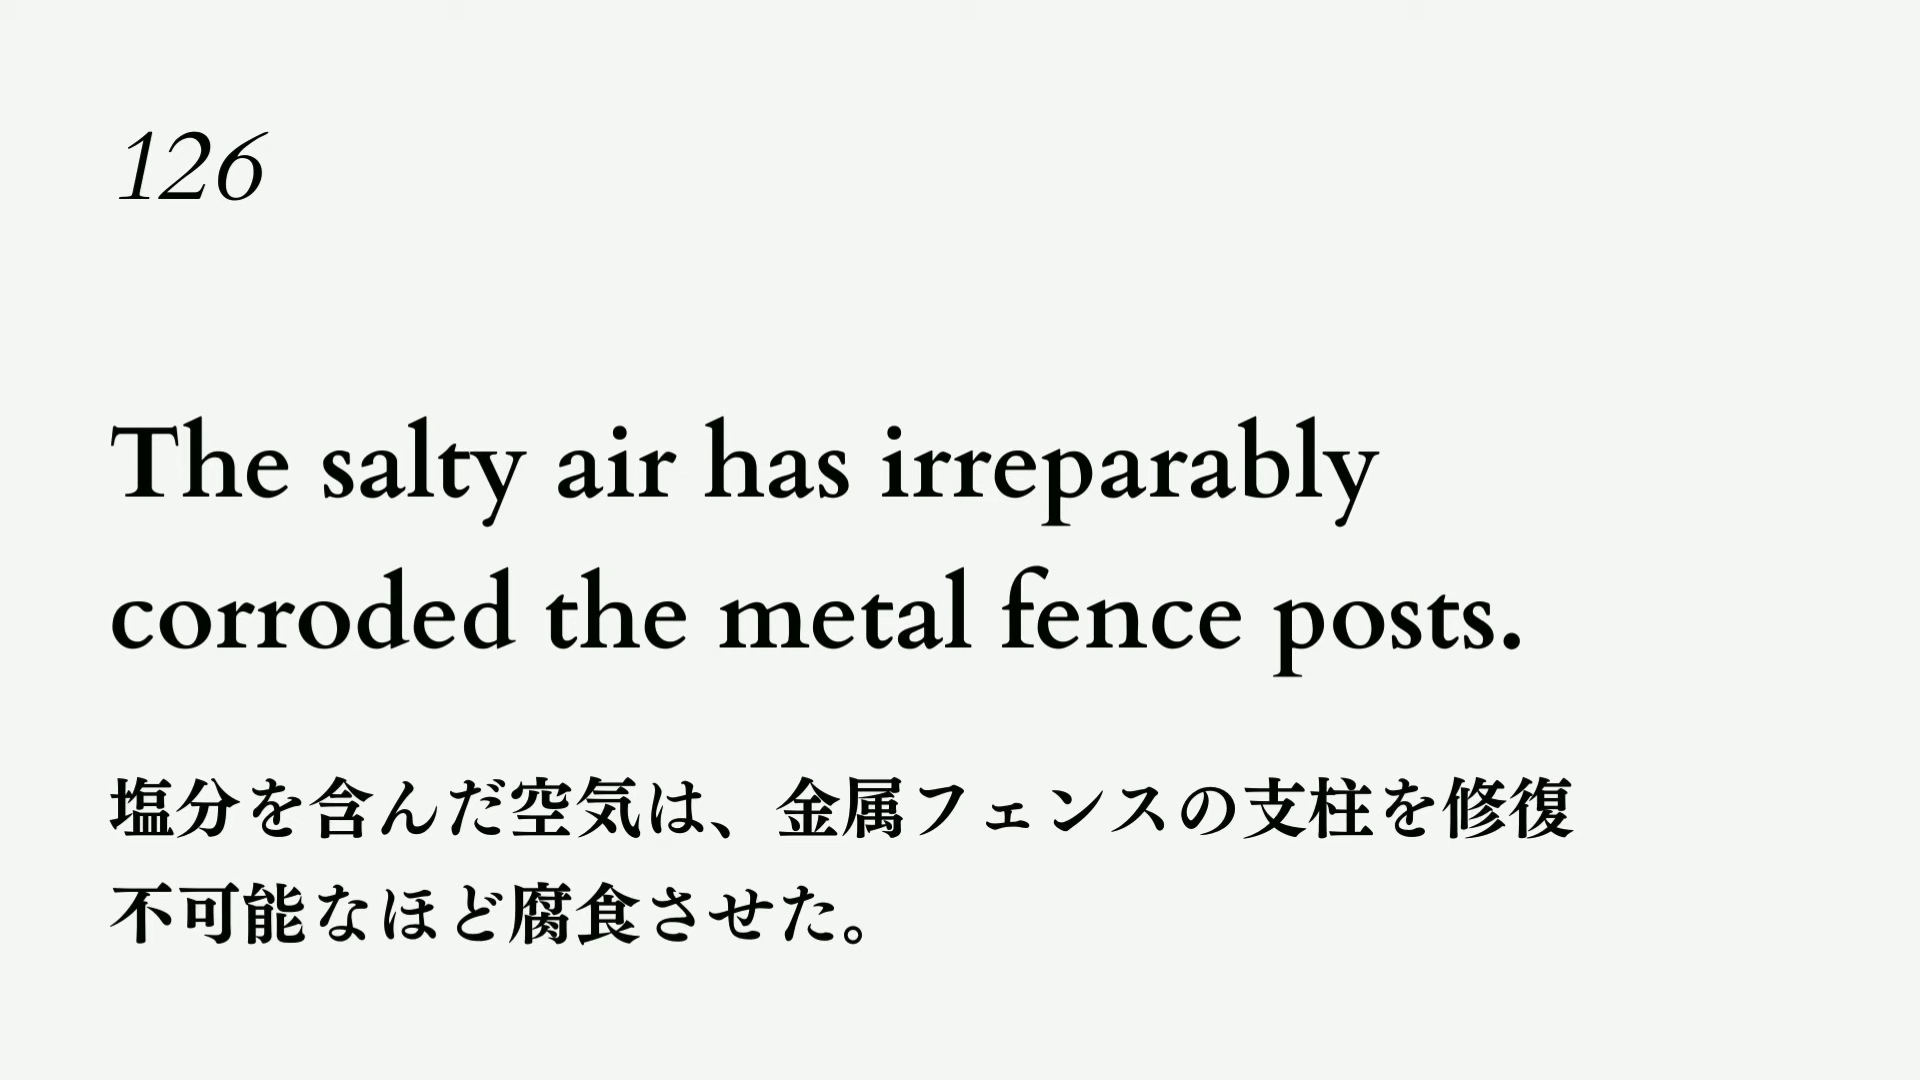 126
The salty air has irreparably
corroded the metal fence posts.
塩分を含んだ空気は、金属フェンスの支柱を修復
不可能なほど腐食させた。